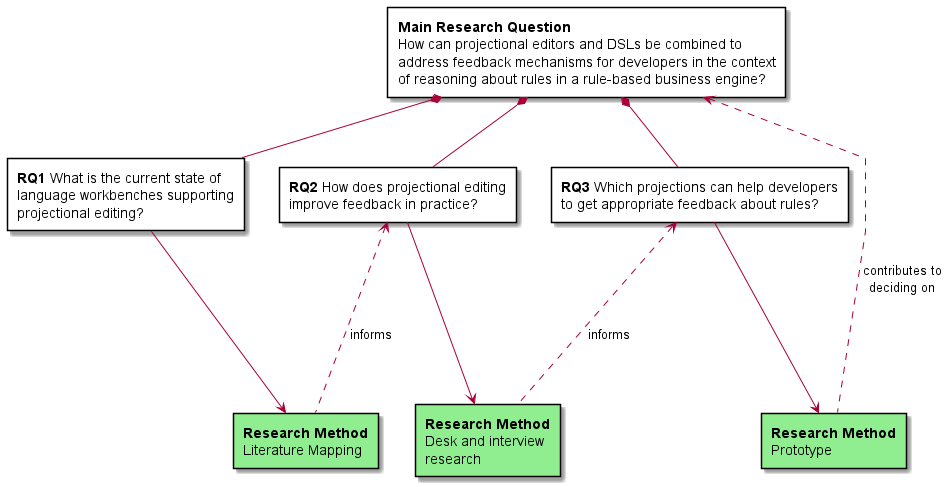 Main Research Question
How can projectional editors and DSLs be combined to
address feedback mechanisms for developers in the context
of reasoning about rules in a rule-based business engine?
RQ1 What is the current state of
language workbenches supporting
projectional editing?
RQ2 How does projectional editing
improve feedback in practice?
RQ3 Which projections can help developers
to get appropriate feedback about rules?
contributes to
deciding on
informs
informs
Research Method
Literature Mapping
Research Method
Desk and interview
research
Research Method
Prototype